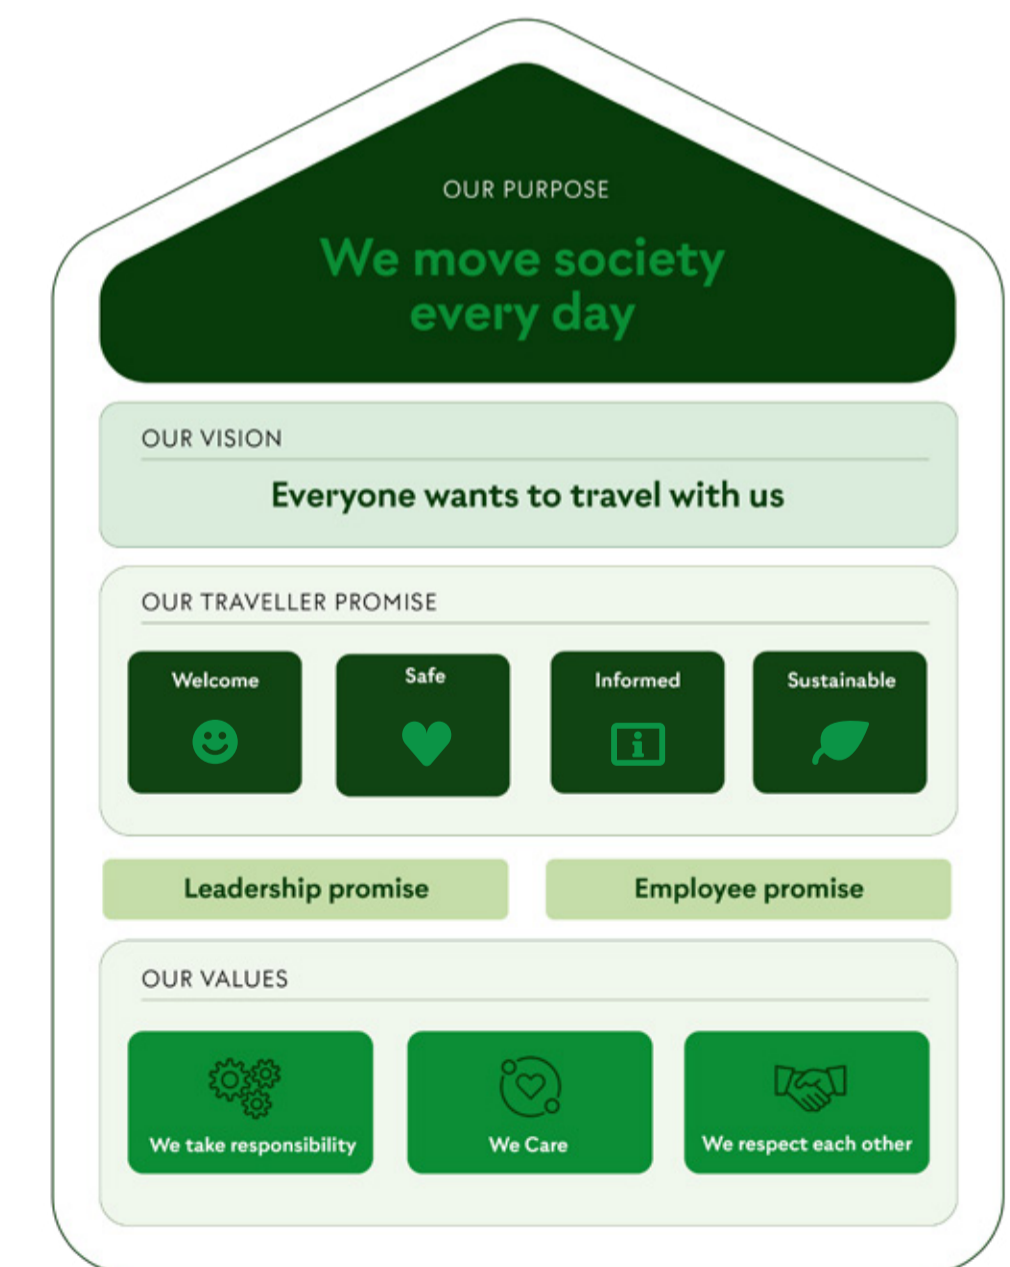 OUR PURPOSE
We move society
every day
OUR VISION
Everyone wants to travel with us
OUR TRAVELLER PROMISE
Welcome
Safe
Informed
Sustainable
Leadership promise
Employee promise
OUR VALUES
We take responsibility
We Care
We respect each other